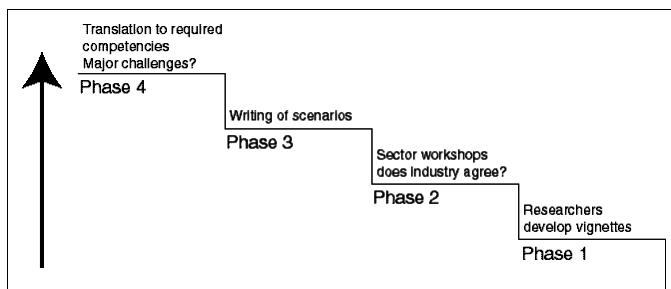 Translation to required
competencies
Major challenges?
Phase 4
Writing of scenarios
Phase 3
Sector workshops
does industry agree?
Phase 2
Researchers
develop vignettes
Phase 1